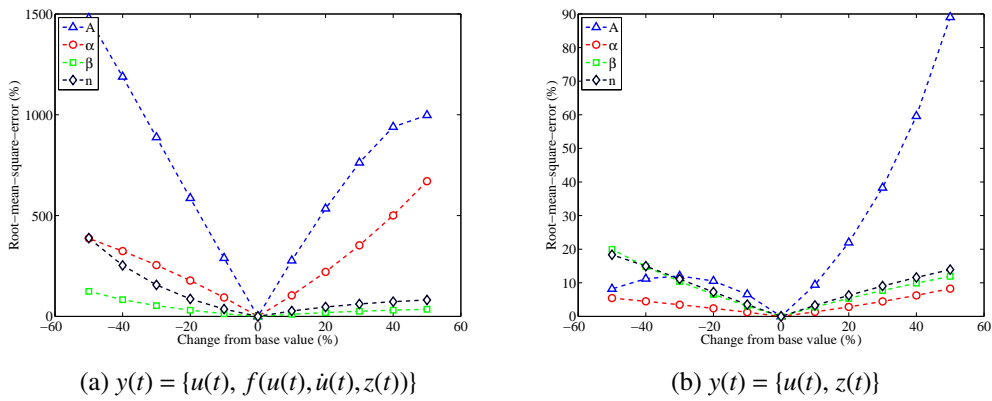 1500
1000
500
0
−60
−40
−20
0
20
40
60
Root−mean−square−error (%)
Change from base value (%)
A
α
β
n
(a) y(t) = {u(t), f(u(t), u̇(t), z(t))}
90
80
70
60
50
40
30
20
10
0
−60
−40
−20
0
20
40
60
Root−mean−square−error (%)
Change from base value (%)
A
α
β
n
(b) y(t) = {u(t), z(t)}